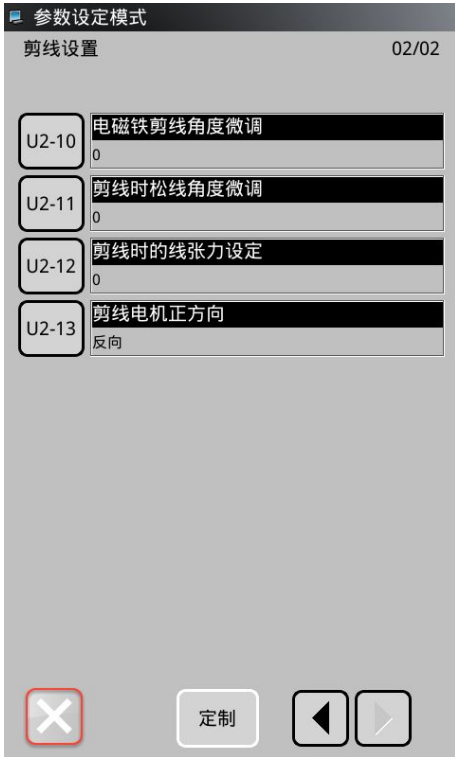 参数设定模式
剪线设置 02/02
U2-10 电磁铁剪线角度微调
0
U2-11 剪线时松线角度微调
0
U2-12 剪线时的线张力设定
0
U2-13 剪线电机正方向
反向
定制